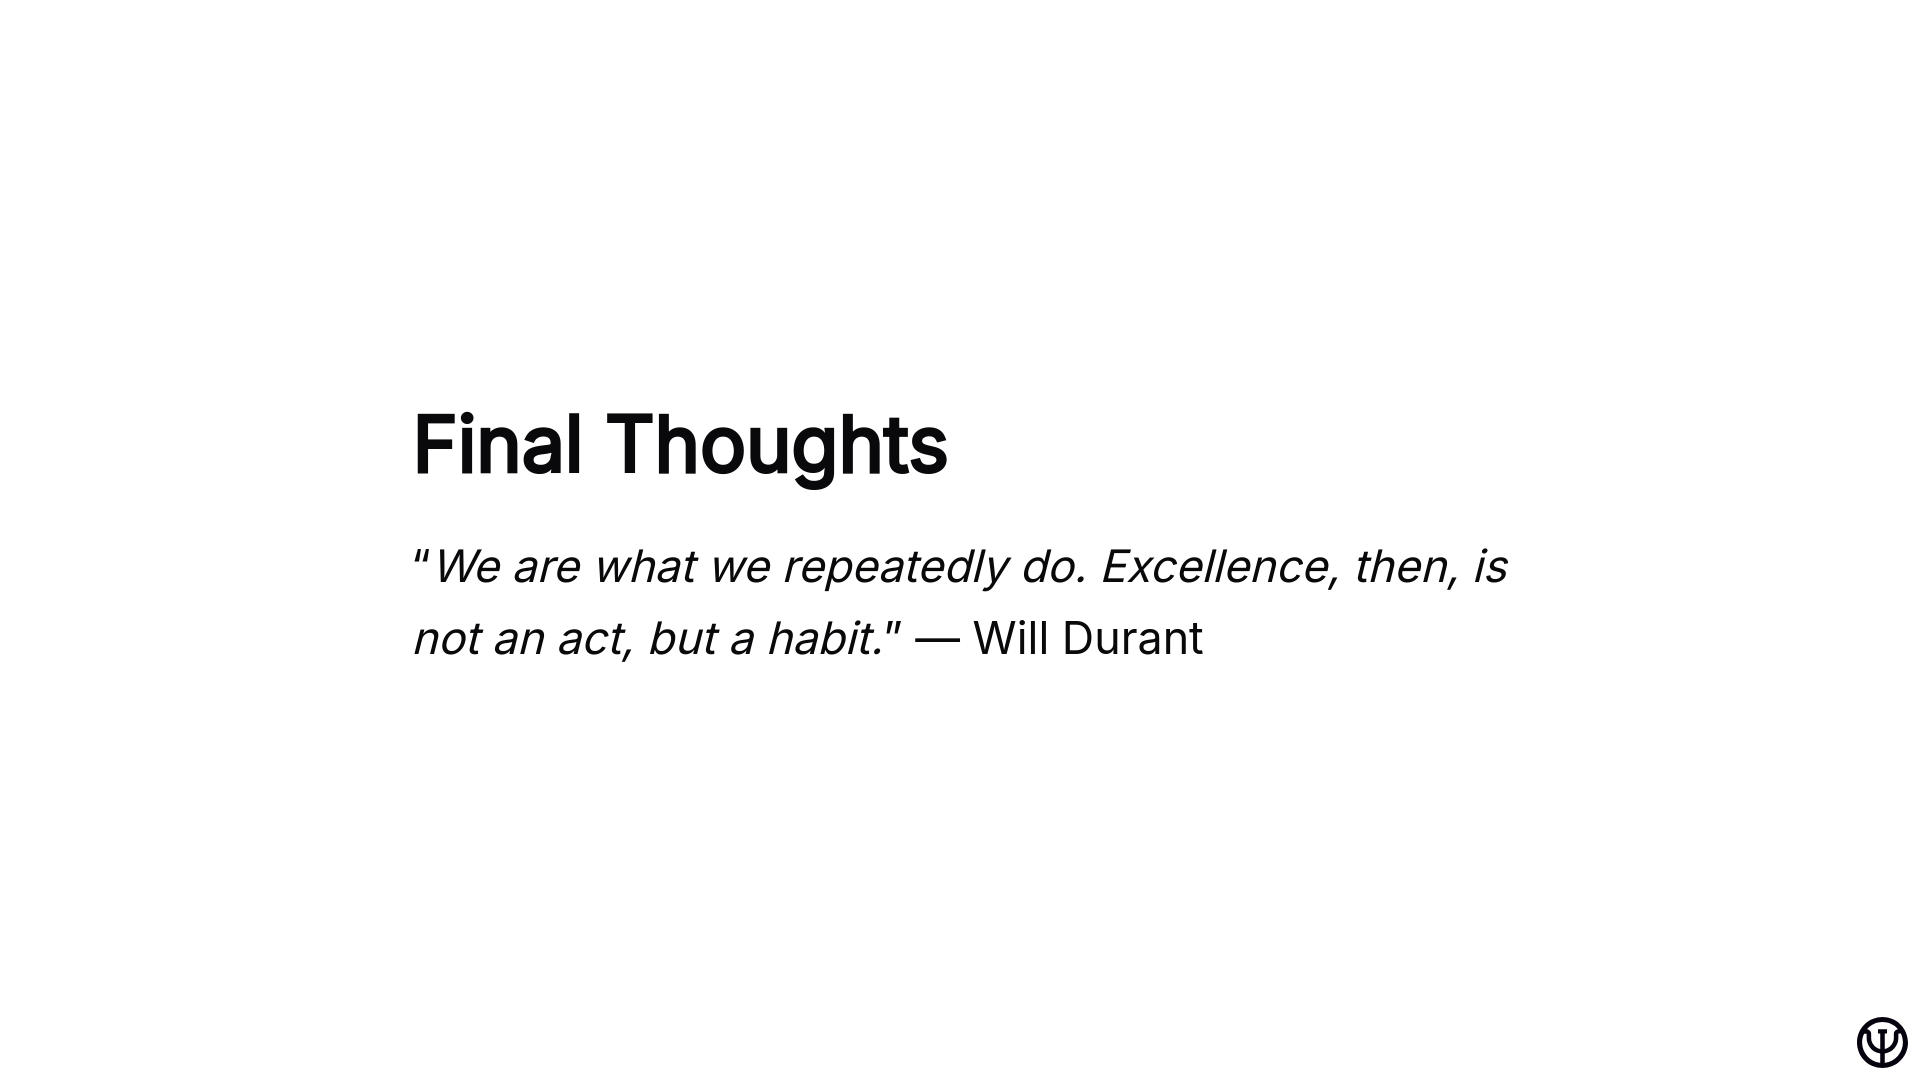 Final Thoughts
“We are what we repeatedly do. Excellence, then, is
not an act, but a habit.” — Will Durant